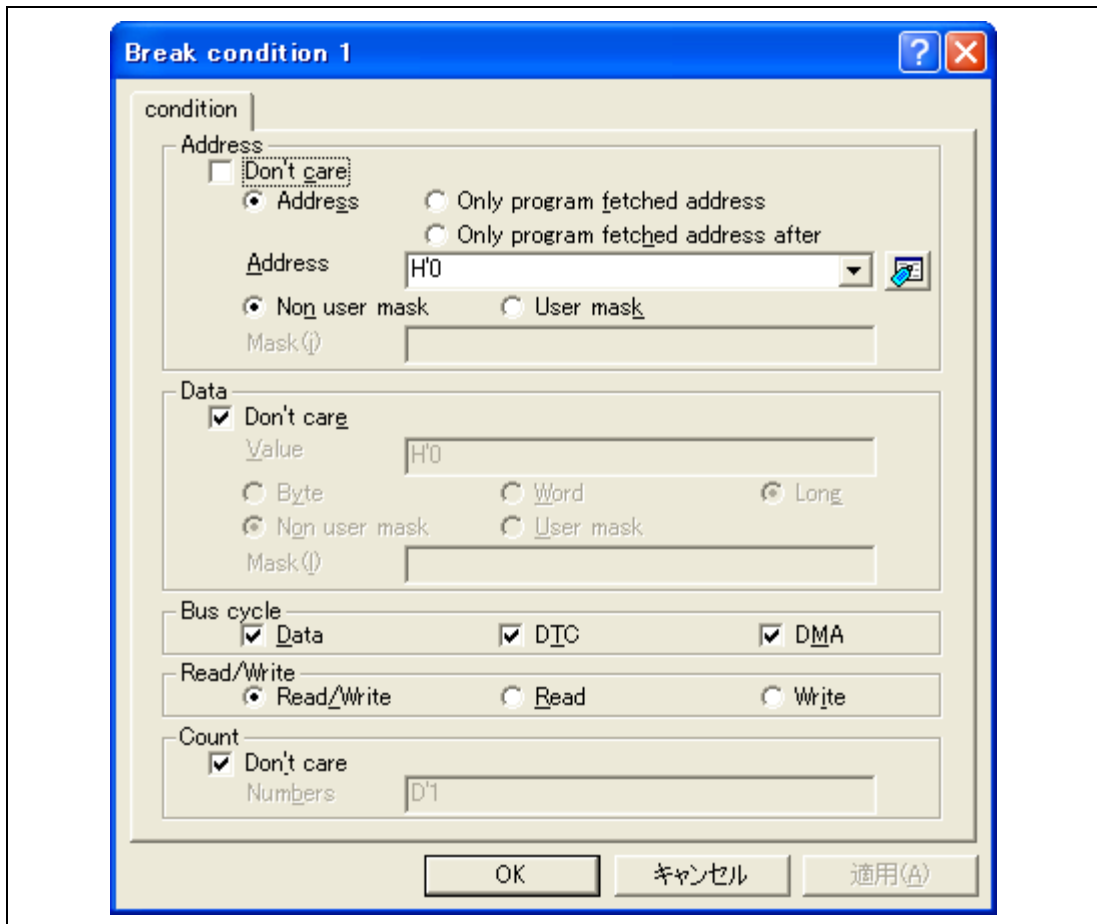 Break condition 1
condition
Address
Don't care
Address Only program fetched address
Only program fetched address after
Address H'0
Non user mask User mask
Mask(j)
Data
Don't care
Value H'0
Byte Word Long
Non user mask User mask
Mask(l)
Bus cycle
Data DTC DMA
Read/Write
Read/Write Read Write
Count
Don't care
Numbers D'1
OK キャンセル 適用(A)